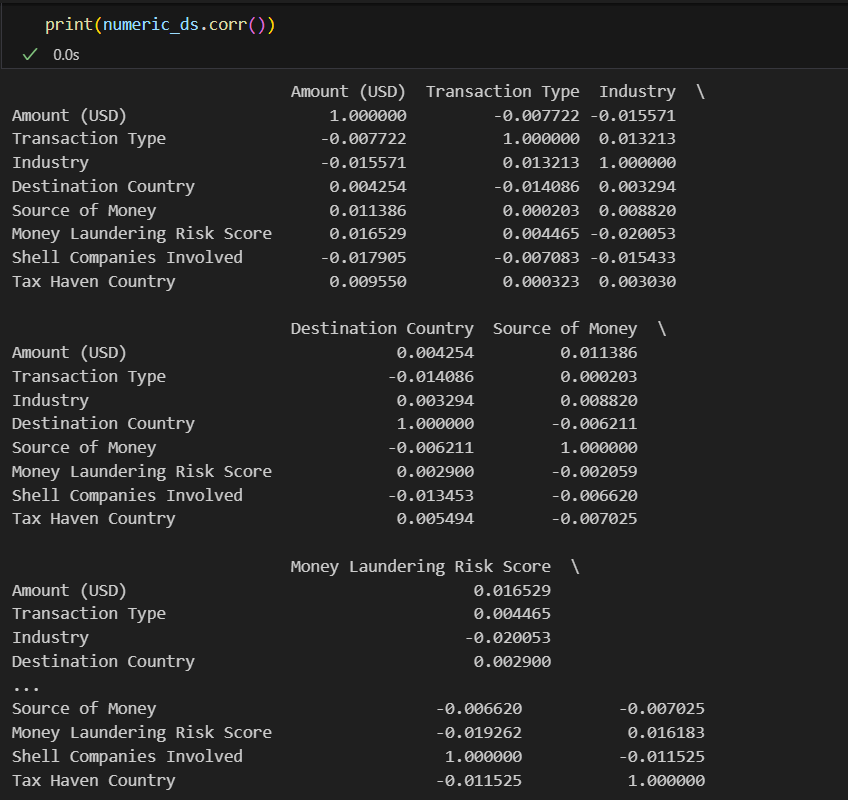 print(numeric_ds.corr())
✓ 0.0s
Amount (USD) Transaction Type Industry \
Amount (USD) 1.000000 -0.007722 -0.015571
Transaction Type -0.007722 1.000000 0.013213
Industry -0.015571 0.013213 1.000000
Destination Country 0.004254 -0.014086 0.003294
Source of Money 0.011386 0.000203 0.008820
Money Laundering Risk Score 0.016529 0.004465 -0.020053
Shell Companies Involved -0.017905 -0.007083 -0.015433
Tax Haven Country 0.009550 0.000323 0.003030
Destination Country Source of Money \
Amount (USD) 0.004254 0.011386
Transaction Type -0.014086 0.000203
Industry 0.003294 0.008820
Destination Country 1.000000 -0.006211
Source of Money -0.006211 1.000000
Money Laundering Risk Score 0.002900 -0.002059
Shell Companies Involved -0.013453 -0.006620
Tax Haven Country 0.005494 -0.007025
Money Laundering Risk Score \
Amount (USD) 0.016529
Transaction Type 0.004465
Industry -0.020053
Destination Country 0.002900
...
Source of Money -0.006620 -0.007025
Money Laundering Risk Score -0.019262 0.016183
Shell Companies Involved 1.000000 -0.011525
Tax Haven Country -0.011525 1.000000